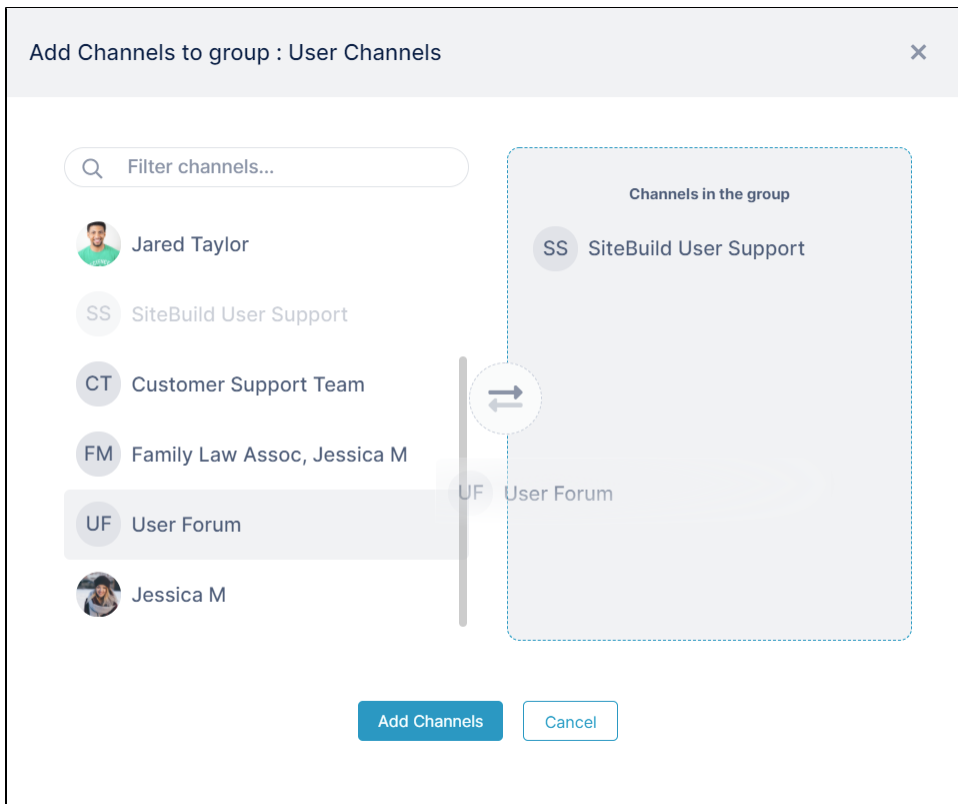 Add Channels to group : User Channels
Filter channels...
Jared Taylor
SS SiteBuild User Support
CT Customer Support Team
FM Family Law Assoc, Jessica M
UF User Forum
Jessica M
Channels in the group
SS SiteBuild User Support
UF User Forum
Add Channels
Cancel